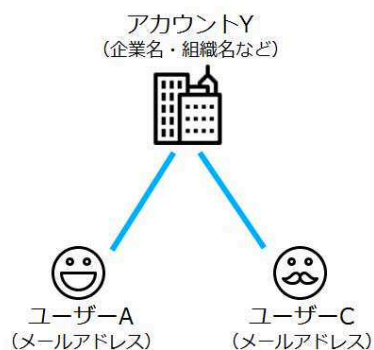 アカウントY
（企業名・組織名など）
ユーザーA
（メールアドレス）
ユーザーC
（メールアドレス）